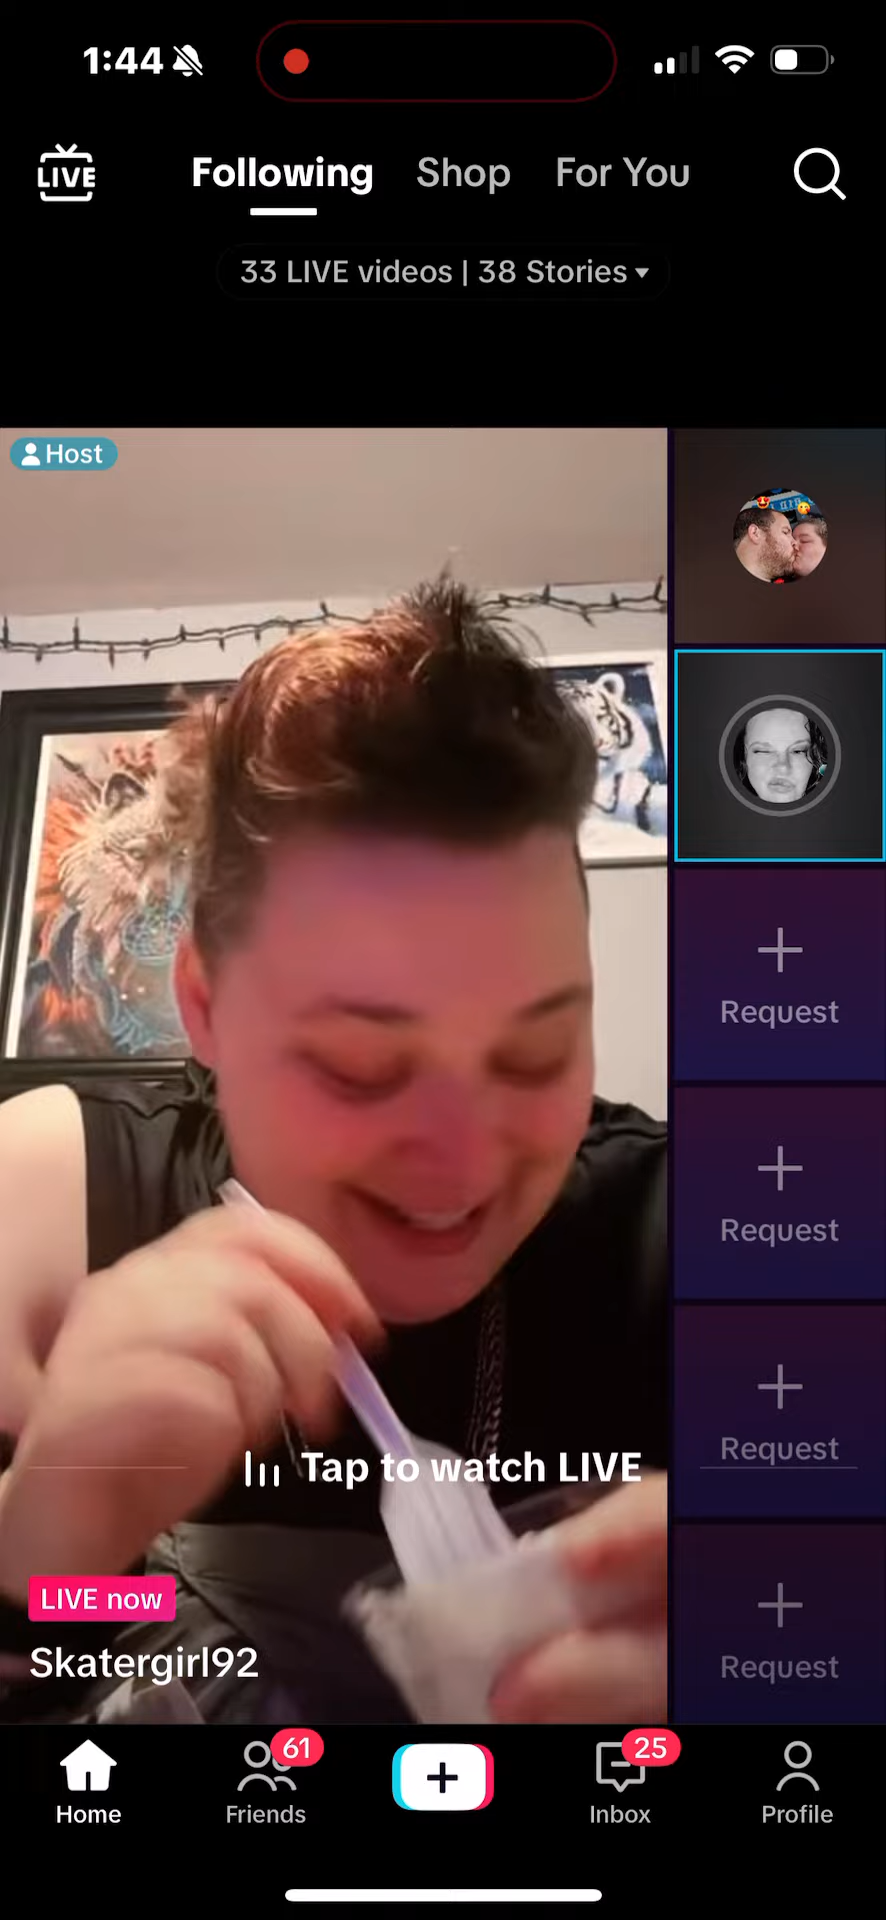 1:44
LIVE
Following Shop For You
33 LIVE videos | 38 Stories
Host
Request
Request
Tap to watch LIVE
Request
LIVE now
Skatergirl92
Request
61
25
Home
Friends
Inbox
Profile